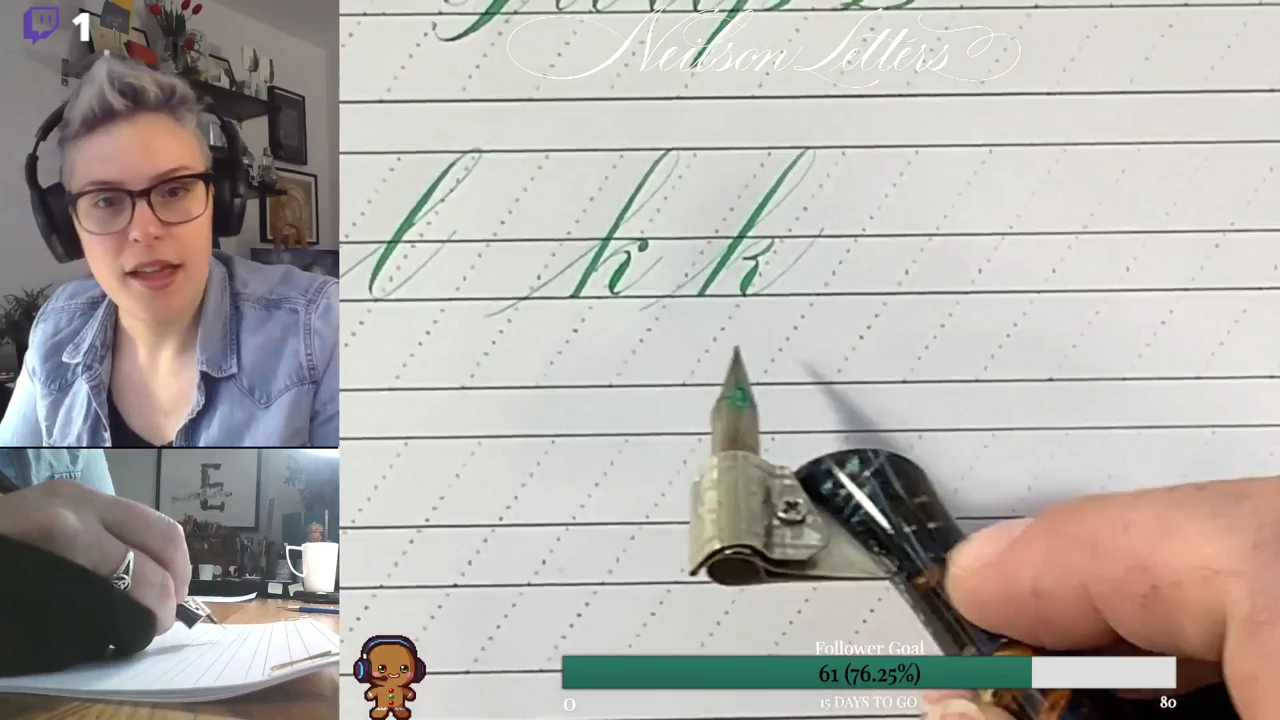 1
Neilson Letters
l k k
Follower Goal
61 (76.25%)
0 15 DAYS TO GO 80